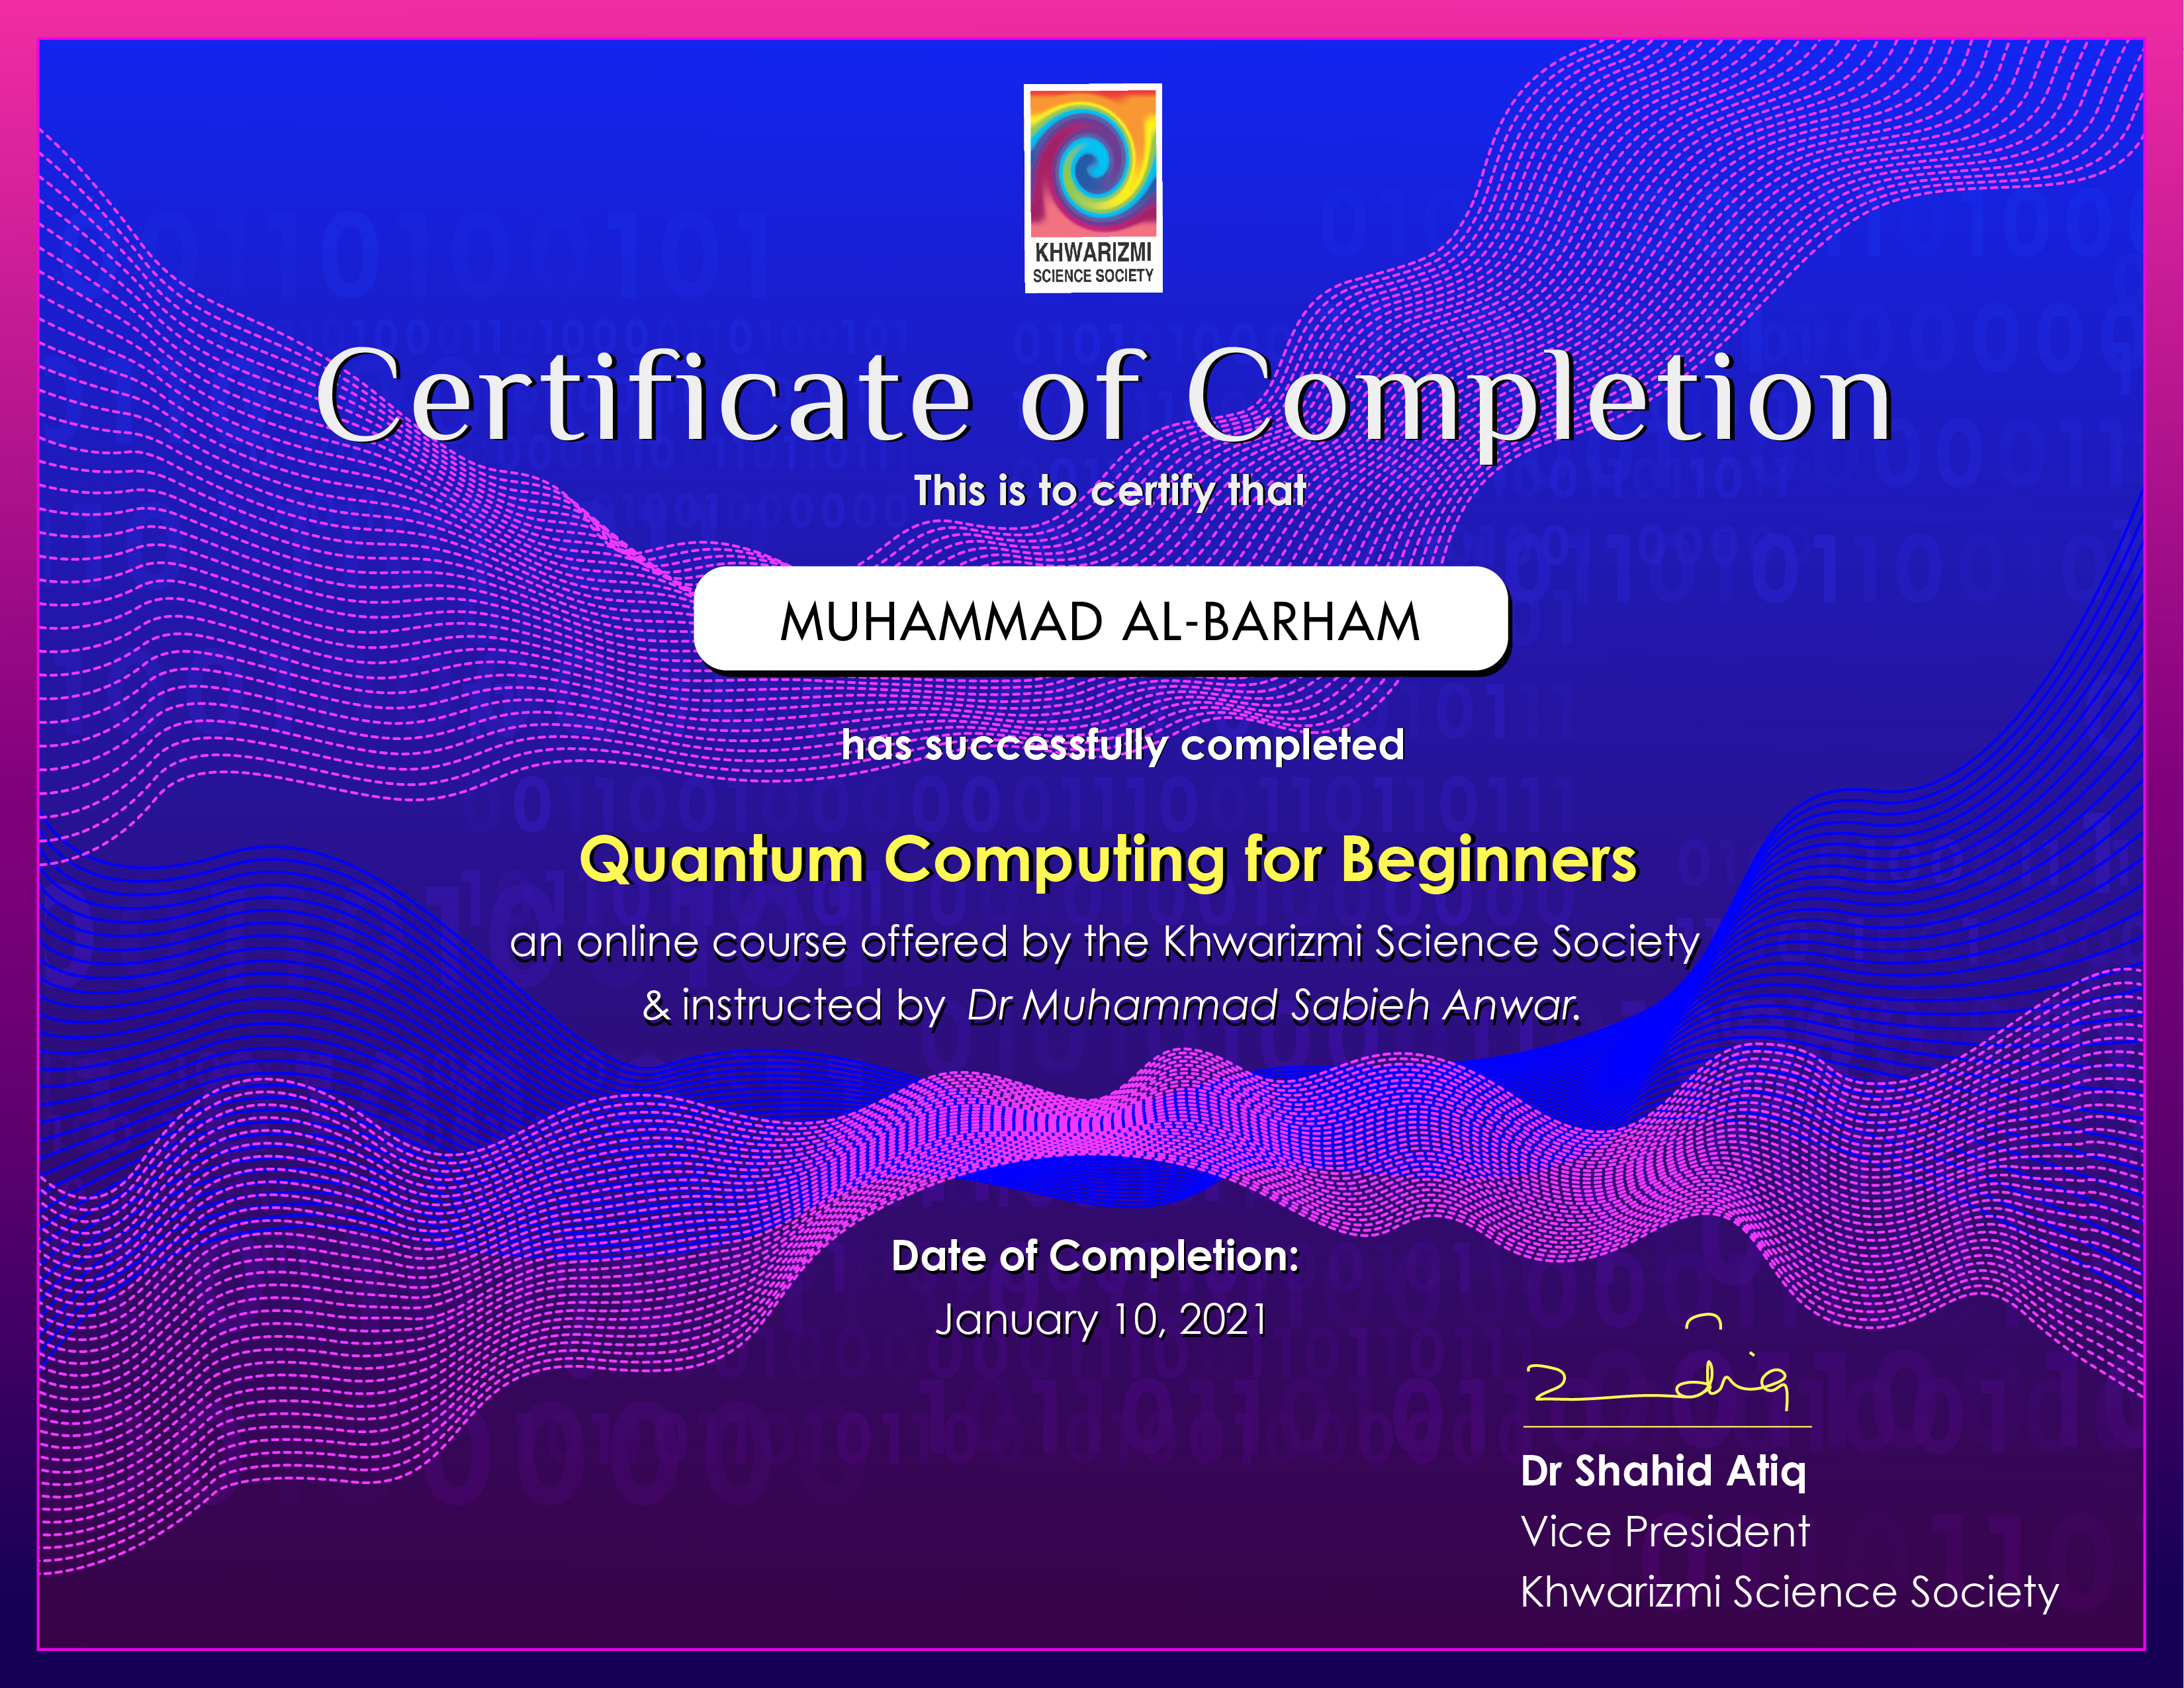 KHWARIZMI
SCIENCE SOCIETY
Certificate of Completion
This is to certify that
MUHAMMAD AL-BARHAM
has successfully completed
Quantum Computing for Beginners
an online course offered by the Khwarizmi Science Society
& instructed by Dr Muhammad Sabieh Anwar.
Date of Completion:
January 10, 2021
Dr Shahid Atiq
Vice President
Khwarizmi Science Society